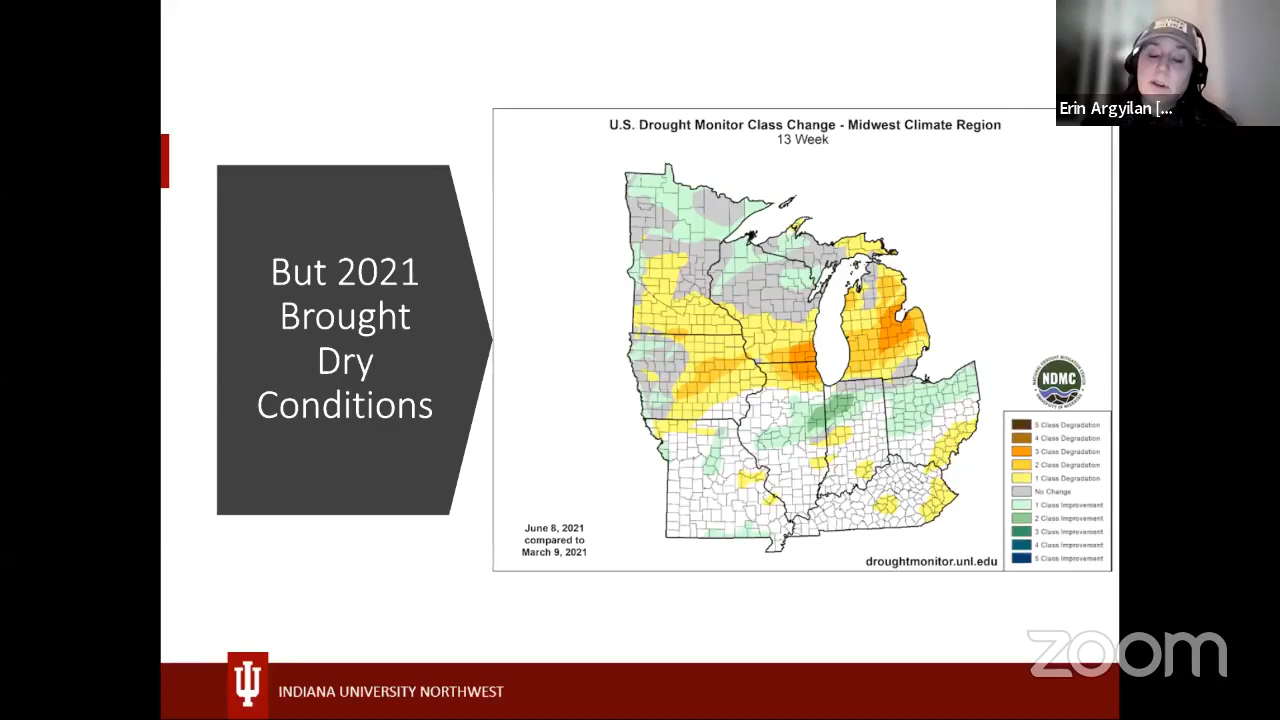 Erin Argyilan [...
U.S. Drought Monitor Class Change - Midwest Climate Region
13 Week
But 2021
Brought
Dry
Conditions
NDMC
5 Class Degradation
4 Class Degradation
3 Class Degradation
2 Class Degradation
1 Class Degradation
No Change
1 Class Improvement
2 Class Improvement
3 Class Improvement
4 Class Improvement
5 Class Improvement
June 8, 2021
compared to
March 9, 2021
droughtmonitor.unl.edu
zoom
INDIANA UNIVERSITY NORTHWEST